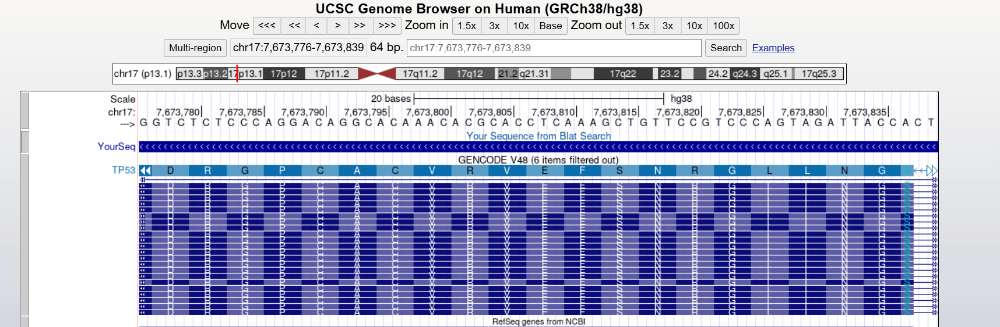 UCSC Genome Browser on Human (GRCh38/hg38)
Move <<< << < > >> >>> Zoom in 1.5x 3x 10x Base Zoom out 1.5x 3x 10x 100x
Multi-region chr17:7,673,776-7,673,839 64 bp. chr17:7,673,776-7,673,839 Search Examples
chr17 (p13.1) p13.3 p13.2 17p13.1 17p12 17p11.2 17q11.2 17q12 21.2 q21.31 17q22 23.2 24.2 q24.3 q25.1 17q25.3
Scale 20 bases hg38
chr17: 7,673,780 7,673,785 7,673,790 7,673,795 7,673,800 7,673,805 7,673,810 7,673,815 7,673,820 7,673,825 7,673,830 7,673,835
---> G G T C T C T C C C A G G A C A G G C A C A A A C A C G C A C C T C A A A G C T G T T C C G T C C C A G T A G A T T A C C A C T
Your Sequence from Blat Search
YourSeq
GENCODE V48 (6 items filtered out)
TP53 D R G P C A C V R V E F S N R G L L N G S
RefSeq genes from NCBI